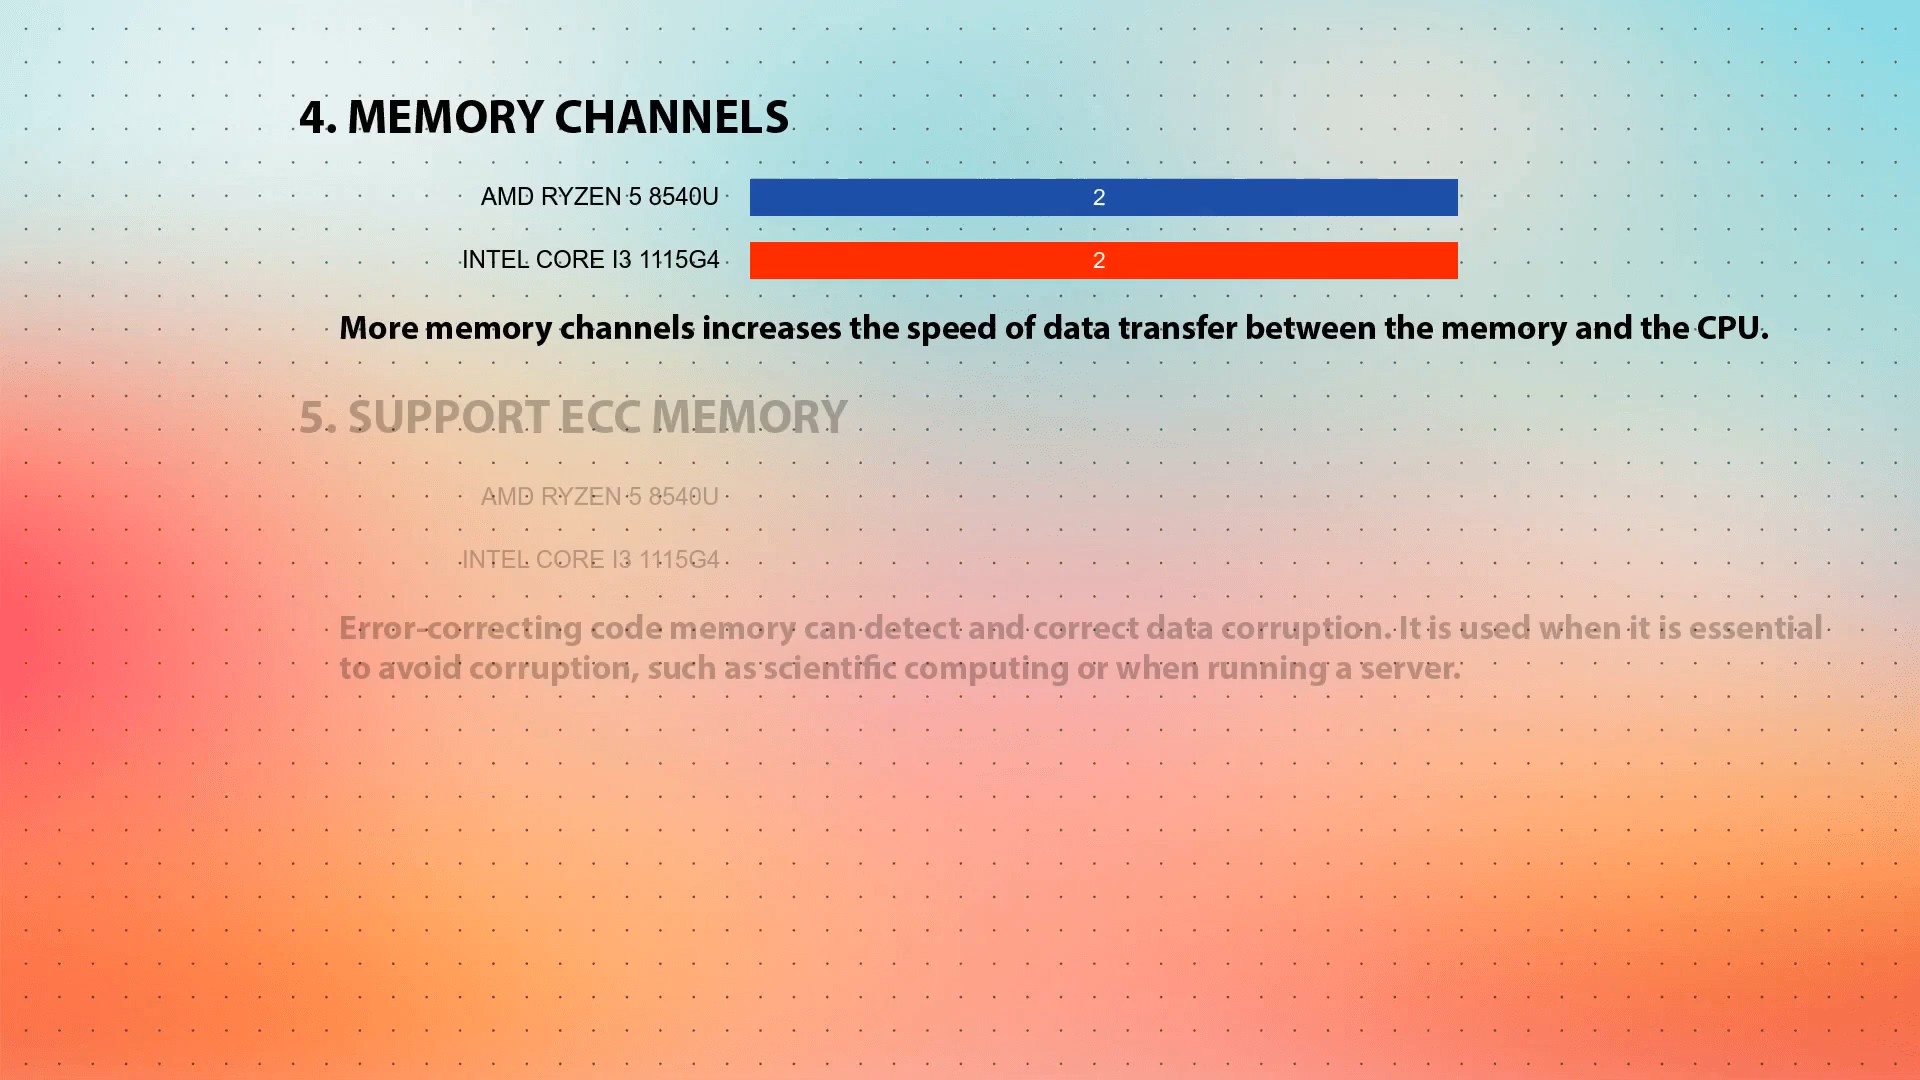 4. MEMORY CHANNELS
AMD RYZEN 5 8540U
2
INTEL CORE I3 1115G4
2
More memory channels increases the speed of data transfer between the memory and the CPU.
5. SUPPORT ECC MEMORY
AMD RYZEN 5 8540U
INTEL CORE I3 1115G4
Error-correcting code memory can detect and correct data corruption. It is used when it is essential
to avoid corruption, such as scientific computing or when running a server.